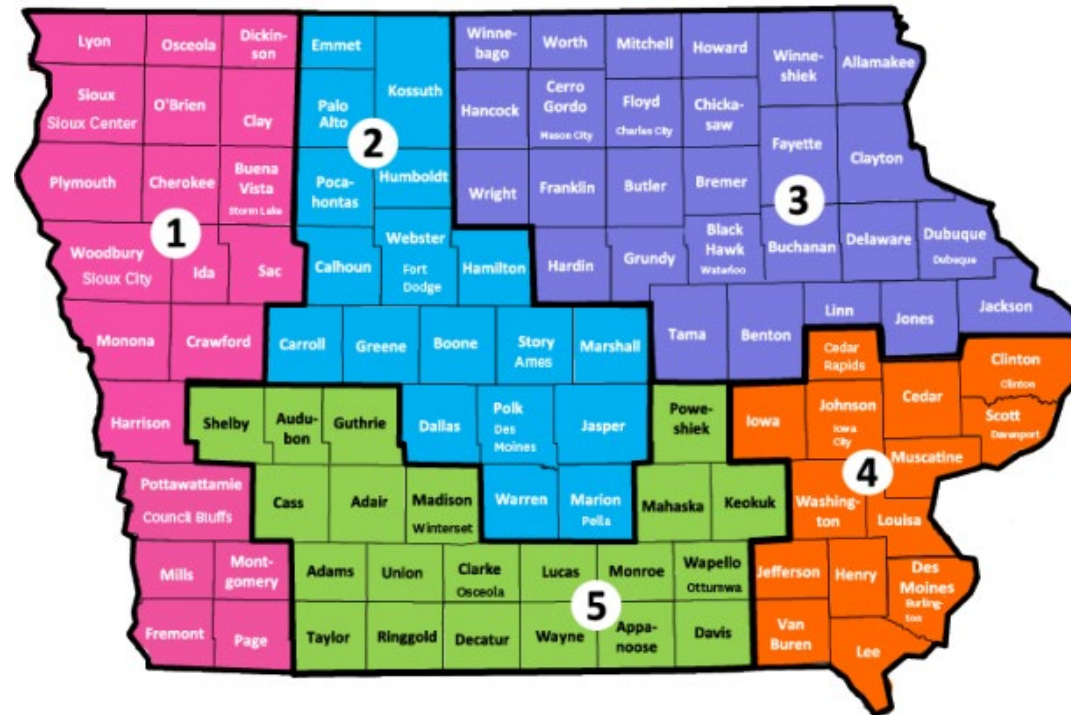 Lyon
Osceola
Dickin-
son
Emmet
Kossuth
Winne-
bago
Worth
Mitchell
Howard
Winne-
shiek
Allamakee
Sioux
Sioux Center
O'Brien
Clay
Palo
Alto
2
Hancock
Cerro
Gordo
Mason City
Floyd
Charles City
Chicka-
saw
Fayette
Clayton
Plymouth
Cherokee
Buena
Vista
Storm Lake
Poca-
hontas
Humboldt
Wright
Franklin
Butler
Bremer
3
1
Woodbury
Sioux City
Ida
Sac
Calhoun
Webster
Fort
Dodge
Hamilton
Hardin
Grundy
Black
Hawk
Waterloo
Buchanan
Delaware
Dubuque
Dubuque
Monona
Crawford
Carroll
Greene
Boone
Story
Ames
Marshall
Tama
Benton
Linn
Cedar
Rapids
Jones
Jackson
Harrison
Shelby
Audu-
bon
Guthrie
Dallas
Polk
Des
Moines
Jasper
Powe-
shiek
Iowa
Johnson
Iowa
City
Cedar
Clinton
Clinton
Scott
Davenport
Pottawattamie
Council Bluffs
Cass
Adair
Madison
Winterset
Warren
Marion
Pella
Mahaska
Keokuk
4
Washing-
ton
Muscatine
Louisa
Mills
Mont-
gomery
Adams
Union
Clarke
Osceola
Lucas
Monroe
Wapello
Ottumwa
Jefferson
Henry
Des
Moines
Burling-
ton
5
Fremont
Page
Taylor
Ringgold
Decatur
Wayne
Appa-
noose
Davis
Van
Buren
Lee